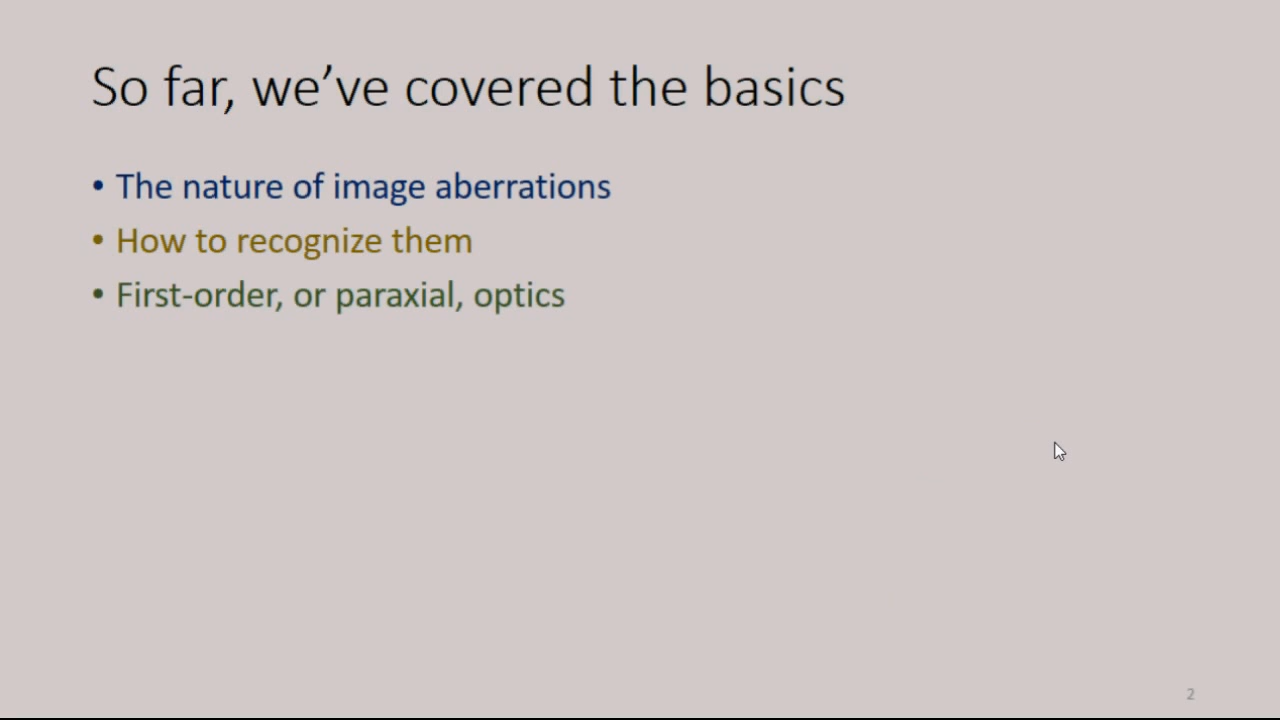 So far, we’ve covered the basics
• The nature of image aberrations
• How to recognize them
• First-order, or paraxial, optics
2